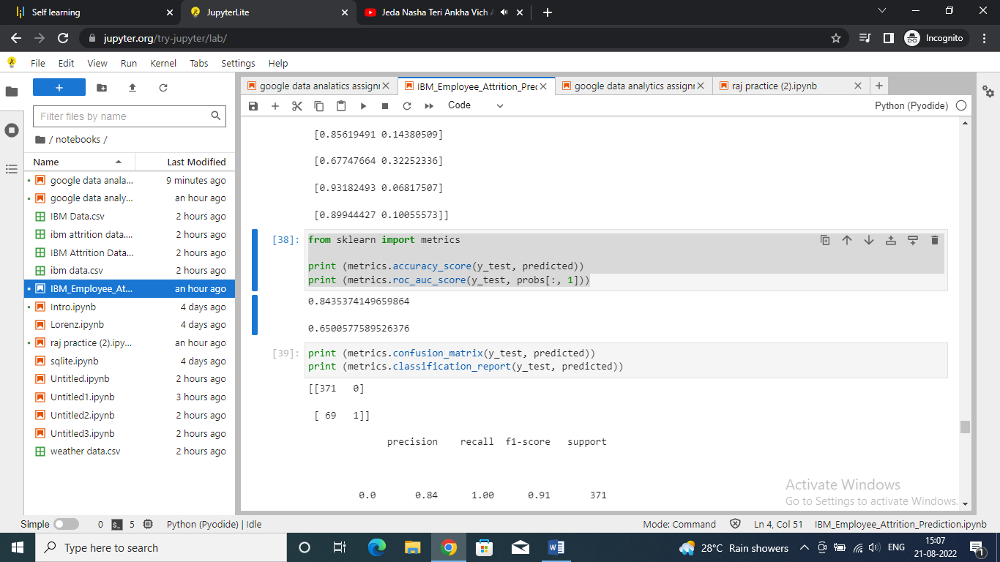 Self learning
JupyterLite
Jeda Nasha Teri Ankha Vich
jupyter.org/try-jupyter/lab/
Incognito
File Edit View Run Kernel Tabs Settings Help
google data analatics assign
IBM_Employee_Attrition_Pre
google data analytics assign
raj practice (2).ipynb
Code
Python (Pyodide)
Filter files by name
/ notebooks /
Name Last Modified
google data anala... 9 minutes ago
google data analy... an hour ago
IBM Data.csv 2 hours ago
ibm attrition data.... 2 hours ago
IBM Attrition Data... 2 hours ago
ibm data.csv 2 hours ago
IBM_Employee_At... an hour ago
Intro.ipynb 4 days ago
Lorenz.ipynb 4 days ago
raj practice (2).ipy... an hour ago
sqlite.ipynb 4 days ago
Untitled.ipynb 2 hours ago
Untitled1.ipynb 3 hours ago
Untitled2.ipynb 2 hours ago
Untitled3.ipynb 2 hours ago
weather data.csv 2 hours ago
[0.85619491 0.14380509]
[0.67747664 0.32252336]
[0.93182493 0.06817507]
[0.89944427 0.10055573]]
[38]: from sklearn import metrics
print (metrics.accuracy_score(y_test, predicted))
print (metrics.roc_auc_score(y_test, probs[:, 1]))
0.8435374149659864
0.6500577589526376
[39]: print (metrics.confusion_matrix(y_test, predicted))
print (metrics.classification_report(y_test, predicted))
[[371 0]
[ 69 1]]
precision recall f1-score support
0.0 0.84 1.00 0.91 371
Activate Windows
Go to Settings to activate Windows.
Simple 0 $_ 5 Python (Pyodide) | Idle Mode: Command Ln 4, Col 51 IBM_Employee_Attrition_Prediction.ipynb
Type here to search
28°C Rain showers
ENG
15:07
21-08-2022
1